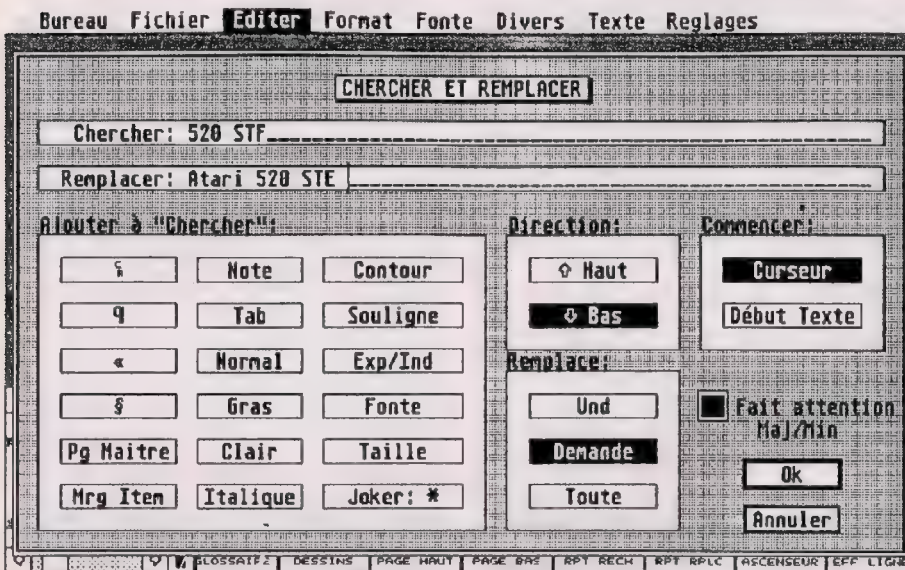 Bureau Fichier Editer Format Fonte Divers Texte Reglages
CHERCHER ET REMPLACER
Chercher: 520 STF
Remplacer: Atari 520 STE
Ajouter à "Chercher":
CR Note Contour
¶ Tab Souligne
« Normal Exp/Ind
§ Gras Fonte
Pg Maitre Clair Taille
Mrg Item Italique Joker: *
Direction:
⇧ Haut
⇩ Bas
Remplace:
Und
Demande
Toute
Commencer:
Curseur
Début Texte
Fait attention
Maj/Min
Ok
Annuler
DESSINS PAGE HAUT PAGE BAS RPT RECH RPT RPLC ASCENSEUR EFF LIGNE